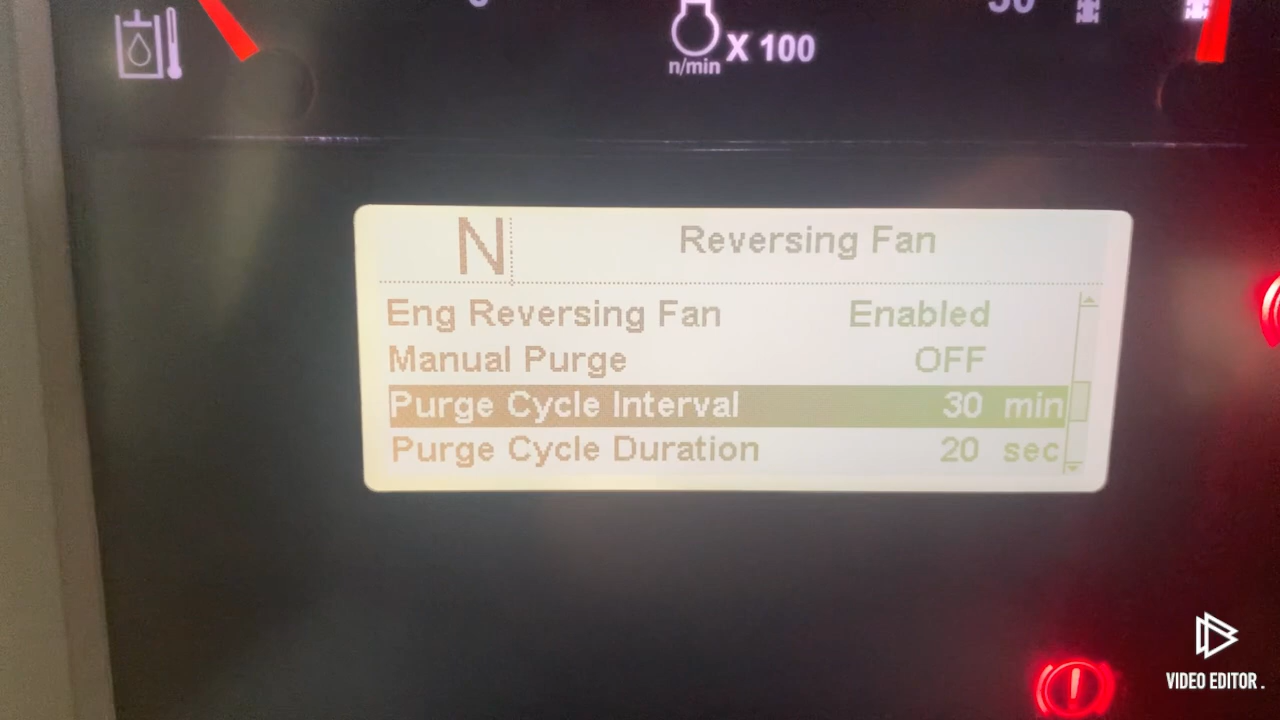 n/min X 100
N Reversing Fan
Eng Reversing Fan Enabled
Manual Purge OFF
Purge Cycle Interval 30 min
Purge Cycle Duration 20 sec
VIDEO EDITOR .